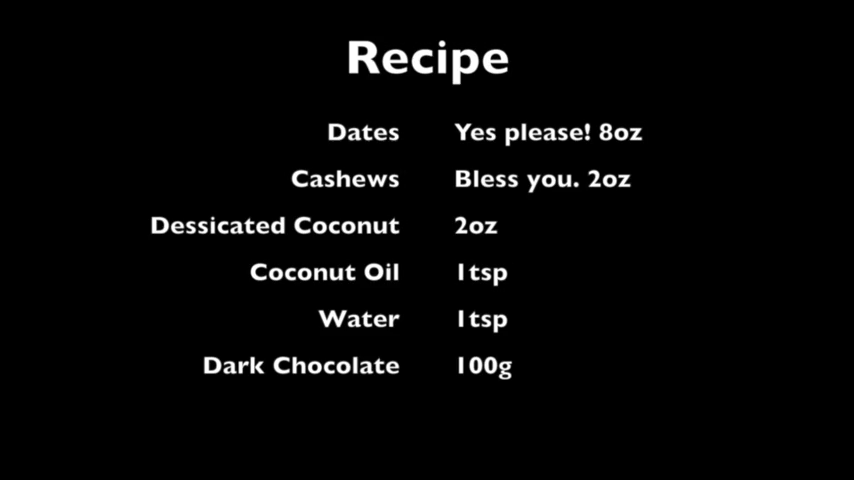 Recipe
Dates Yes please! 8oz
Cashews Bless you. 2oz
Dessicated Coconut 2oz
Coconut Oil 1tsp
Water 1tsp
Dark Chocolate 100g